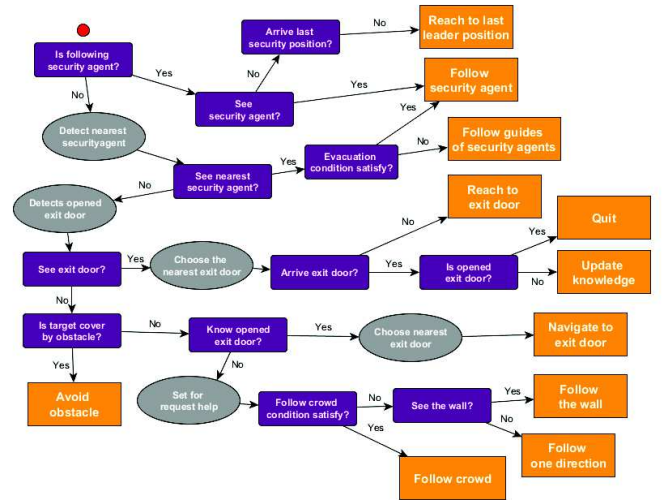 Is following
security agent?
Yes
No
Arrive last
security position?
No
Reach to last
leader position
See
security agent?
No
Yes
Follow
security agent
Detect nearest
securityagent
See nearest
security agent?
Yes
No
Evacuation
condition satisfy?
Yes
No
Follow guides
of security agents
Detects opened
exit door
See exit door?
Yes
No
Choose the
nearest exit door
Arrive exit door?
No
Yes
Reach to
exit door
Is opened
exit door?
Yes
No
Quit
Update
knowledge
Is target cover
by obstacle?
No
Yes
Avoid
obstacle
Know opened
exit door?
Yes
No
Choose nearest
exit door
Navigate to
exit door
Set for
request help
Follow crowd
condition satisfy?
No
Yes
See the wall?
Yes
No
Follow
the wall
Follow
one direction
Follow crowd